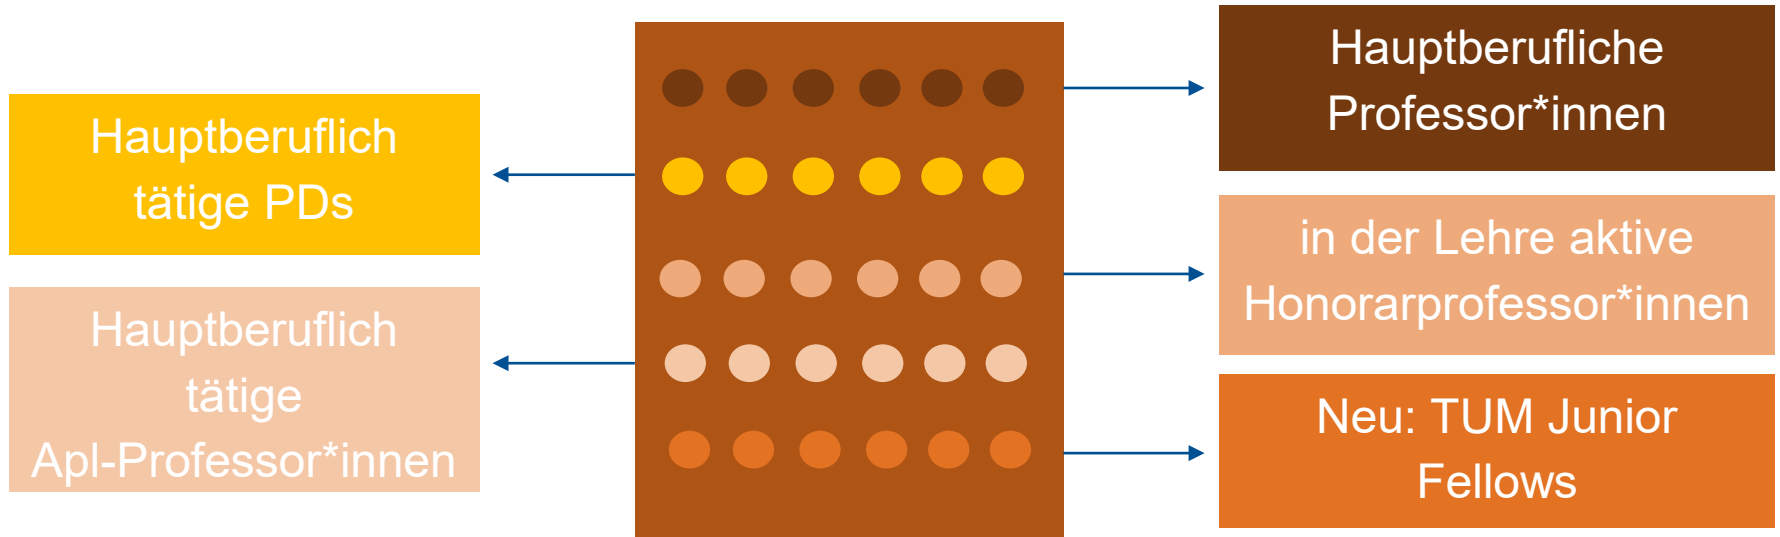 Hauptberuflich
tätige PDs
Hauptberuflich
tätige
Apl-Professor*innen
Hauptberufliche
Professor*innen
in der Lehre aktive
Honorarprofessor*innen
Neu: TUM Junior
Fellows